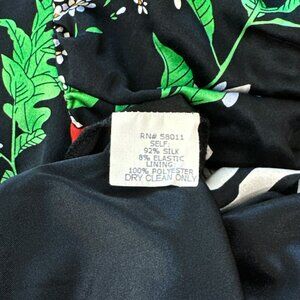 RN# 58011
SELF:
92% SILK
8% ELASTIC
LINING
100% POLYESTER
DRY CLEAN ONLY